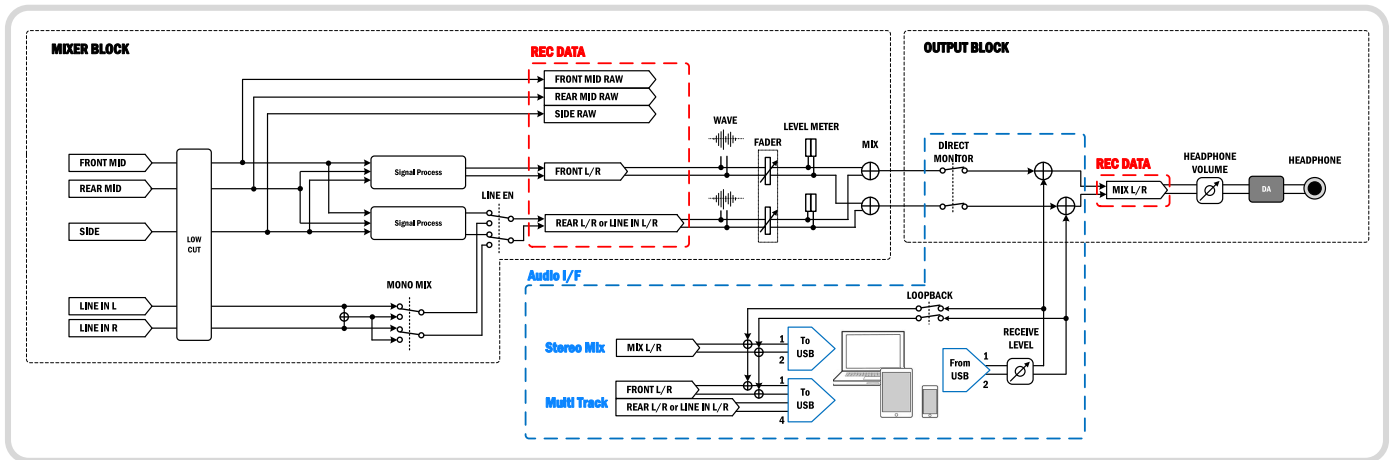 MIXER BLOCK
REC DATA
OUTPUT BLOCK
FRONT MID RAW
REAR MID RAW
SIDE RAW
WAVE
FADER
LEVEL METER
MIX
DIRECT
MONITOR
REC DATA
HEADPHONE
VOLUME
HEADPHONE
FRONT MID
REAR MID
SIDE
LOW
CUT
Signal Process
Signal Process
LINE EN
FRONT L/R
REAR L/R or LINE IN L/R
MIX L/R
DA
MONO MIX
LINE IN L
LINE IN R
Audio I/F
LOOPBACK
RECEIVE
LEVEL
Stereo Mix
MIX L/R
1
2
To
USB
From
USB
1
2
Multi Track
FRONT L/R
REAR L/R or LINE IN L/R
1
4
To
USB